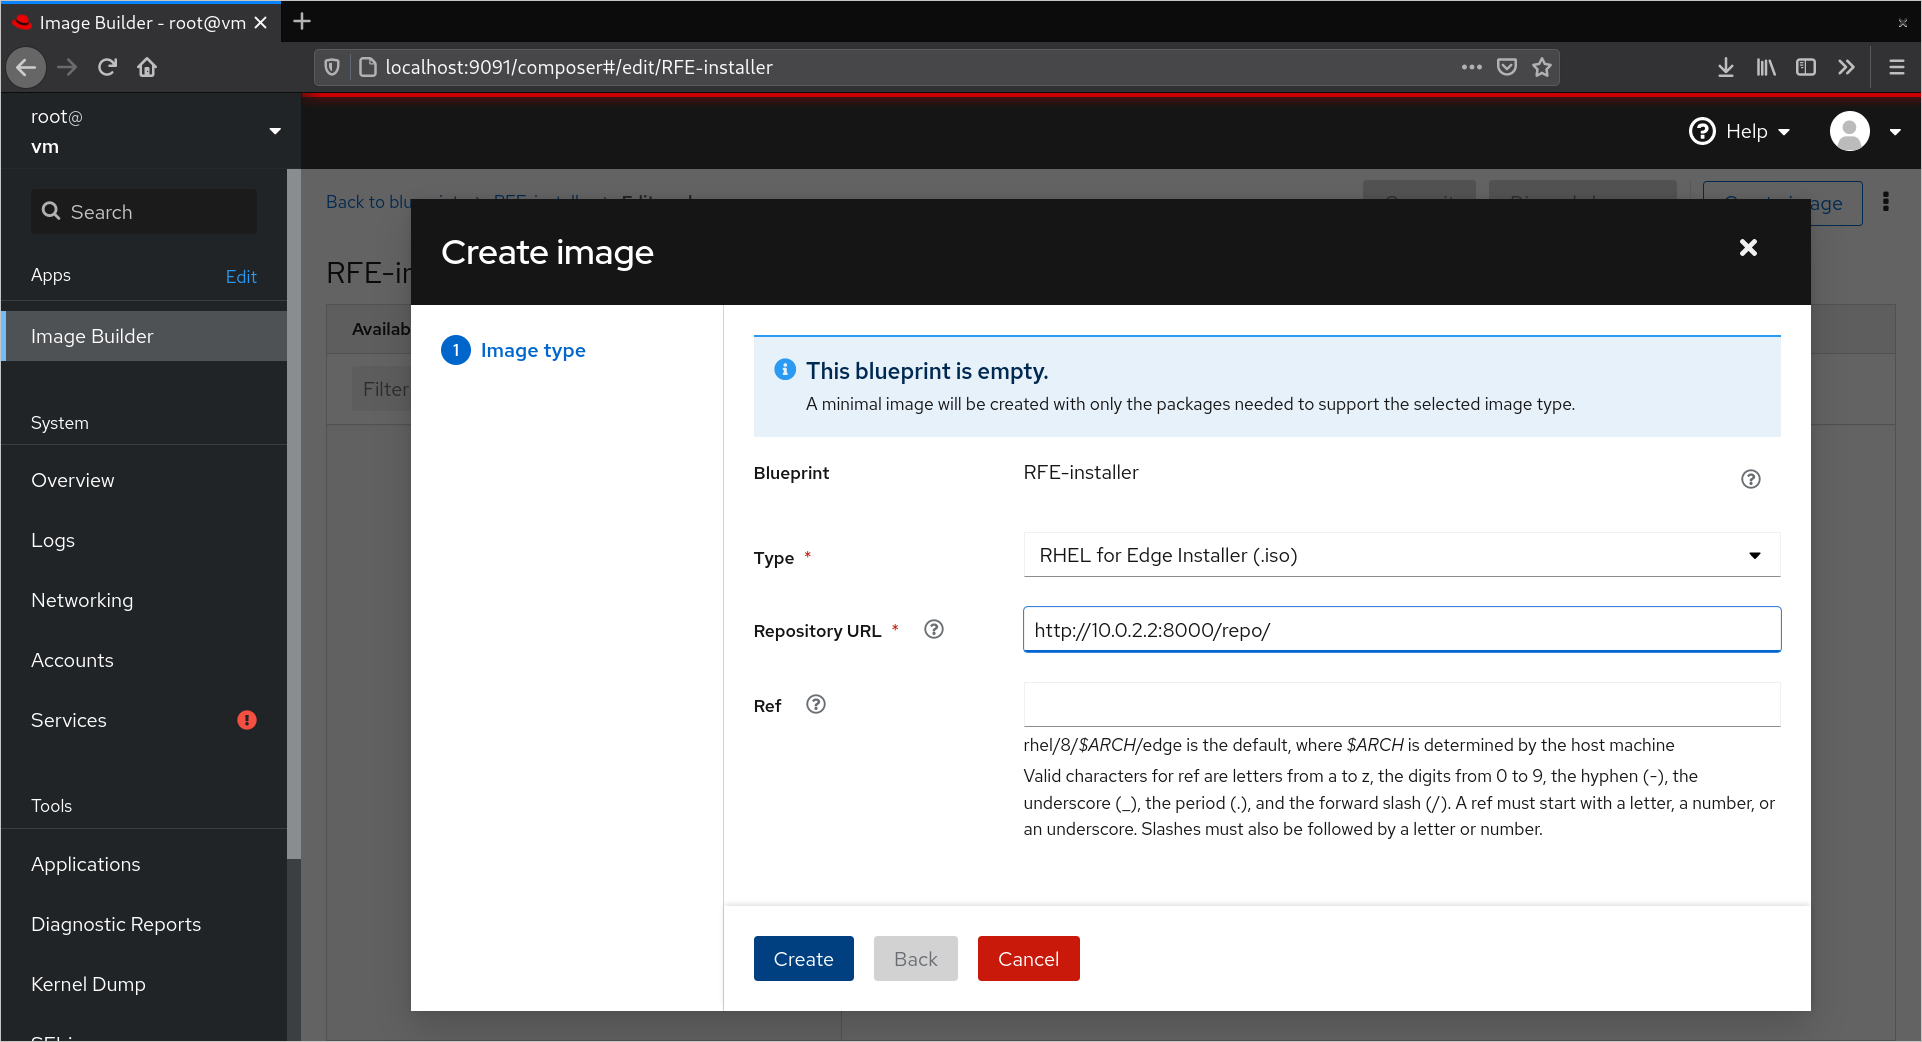 Image Builder - root@vm
localhost:9091/composer#/edit/RFE-installer
root@
vm
Help
Search
Apps
Edit
Image Builder
System
Overview
Logs
Networking
Accounts
Services
Tools
Applications
Diagnostic Reports
Kernel Dump
Back to blu
RFE-in
Availab
Filter
Create image
1 Image type
This blueprint is empty.
A minimal image will be created with only the packages needed to support the selected image type.
Blueprint
RFE-installer
Type *
RHEL for Edge Installer (.iso)
Repository URL *
http://10.0.2.2:8000/repo/
Ref
rhel/8/$ARCH/edge is the default, where $ARCH is determined by the host machine
Valid characters for ref are letters from a to z, the digits from 0 to 9, the hyphen (-), the
underscore (_), the period (.), and the forward slash (/). A ref must start with a letter, a number, or
an underscore. Slashes must also be followed by a letter or number.
Create
Back
Cancel